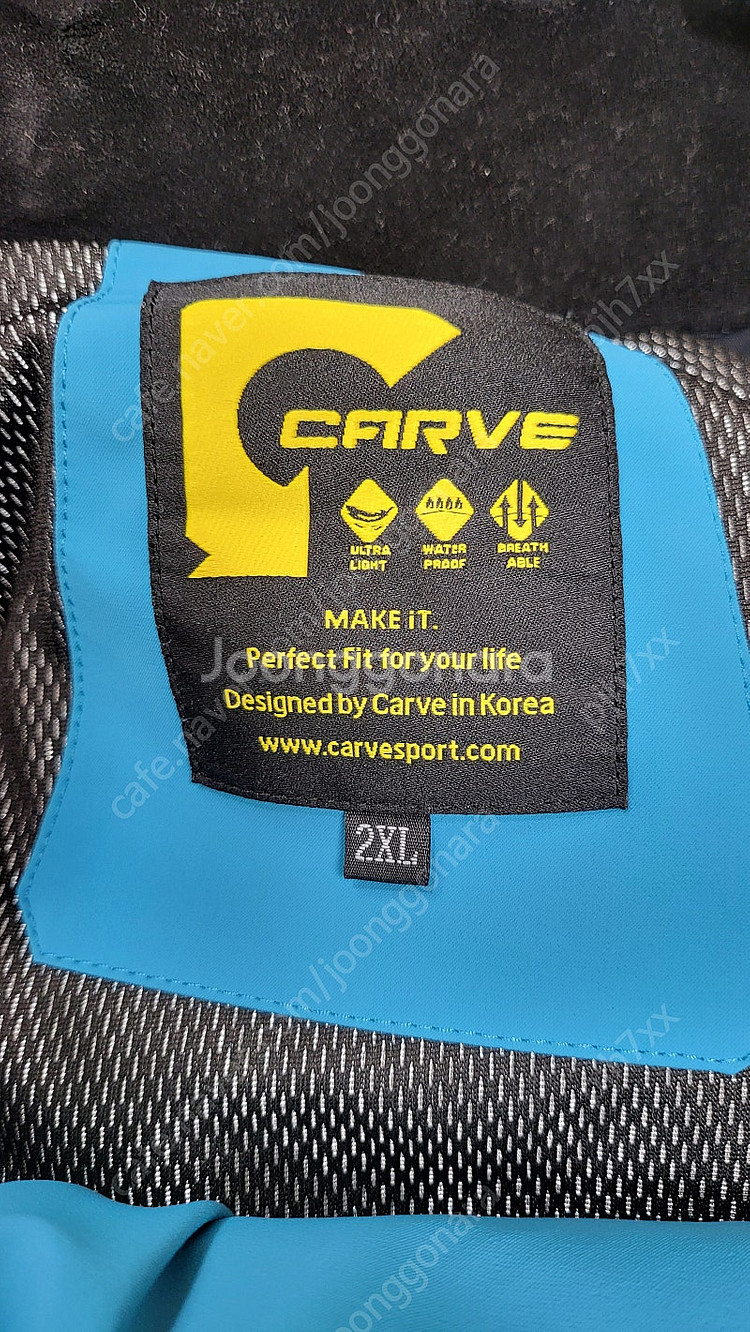 CARVE
ULTRA LIGHT
WATER PROOF
BREATH ABLE
MAKE iT.
Perfect Fit for your life
Designed by Carve in Korea
www.carvesport.com
2XL
Joonggonara
cafe.naver.com/joonggonara